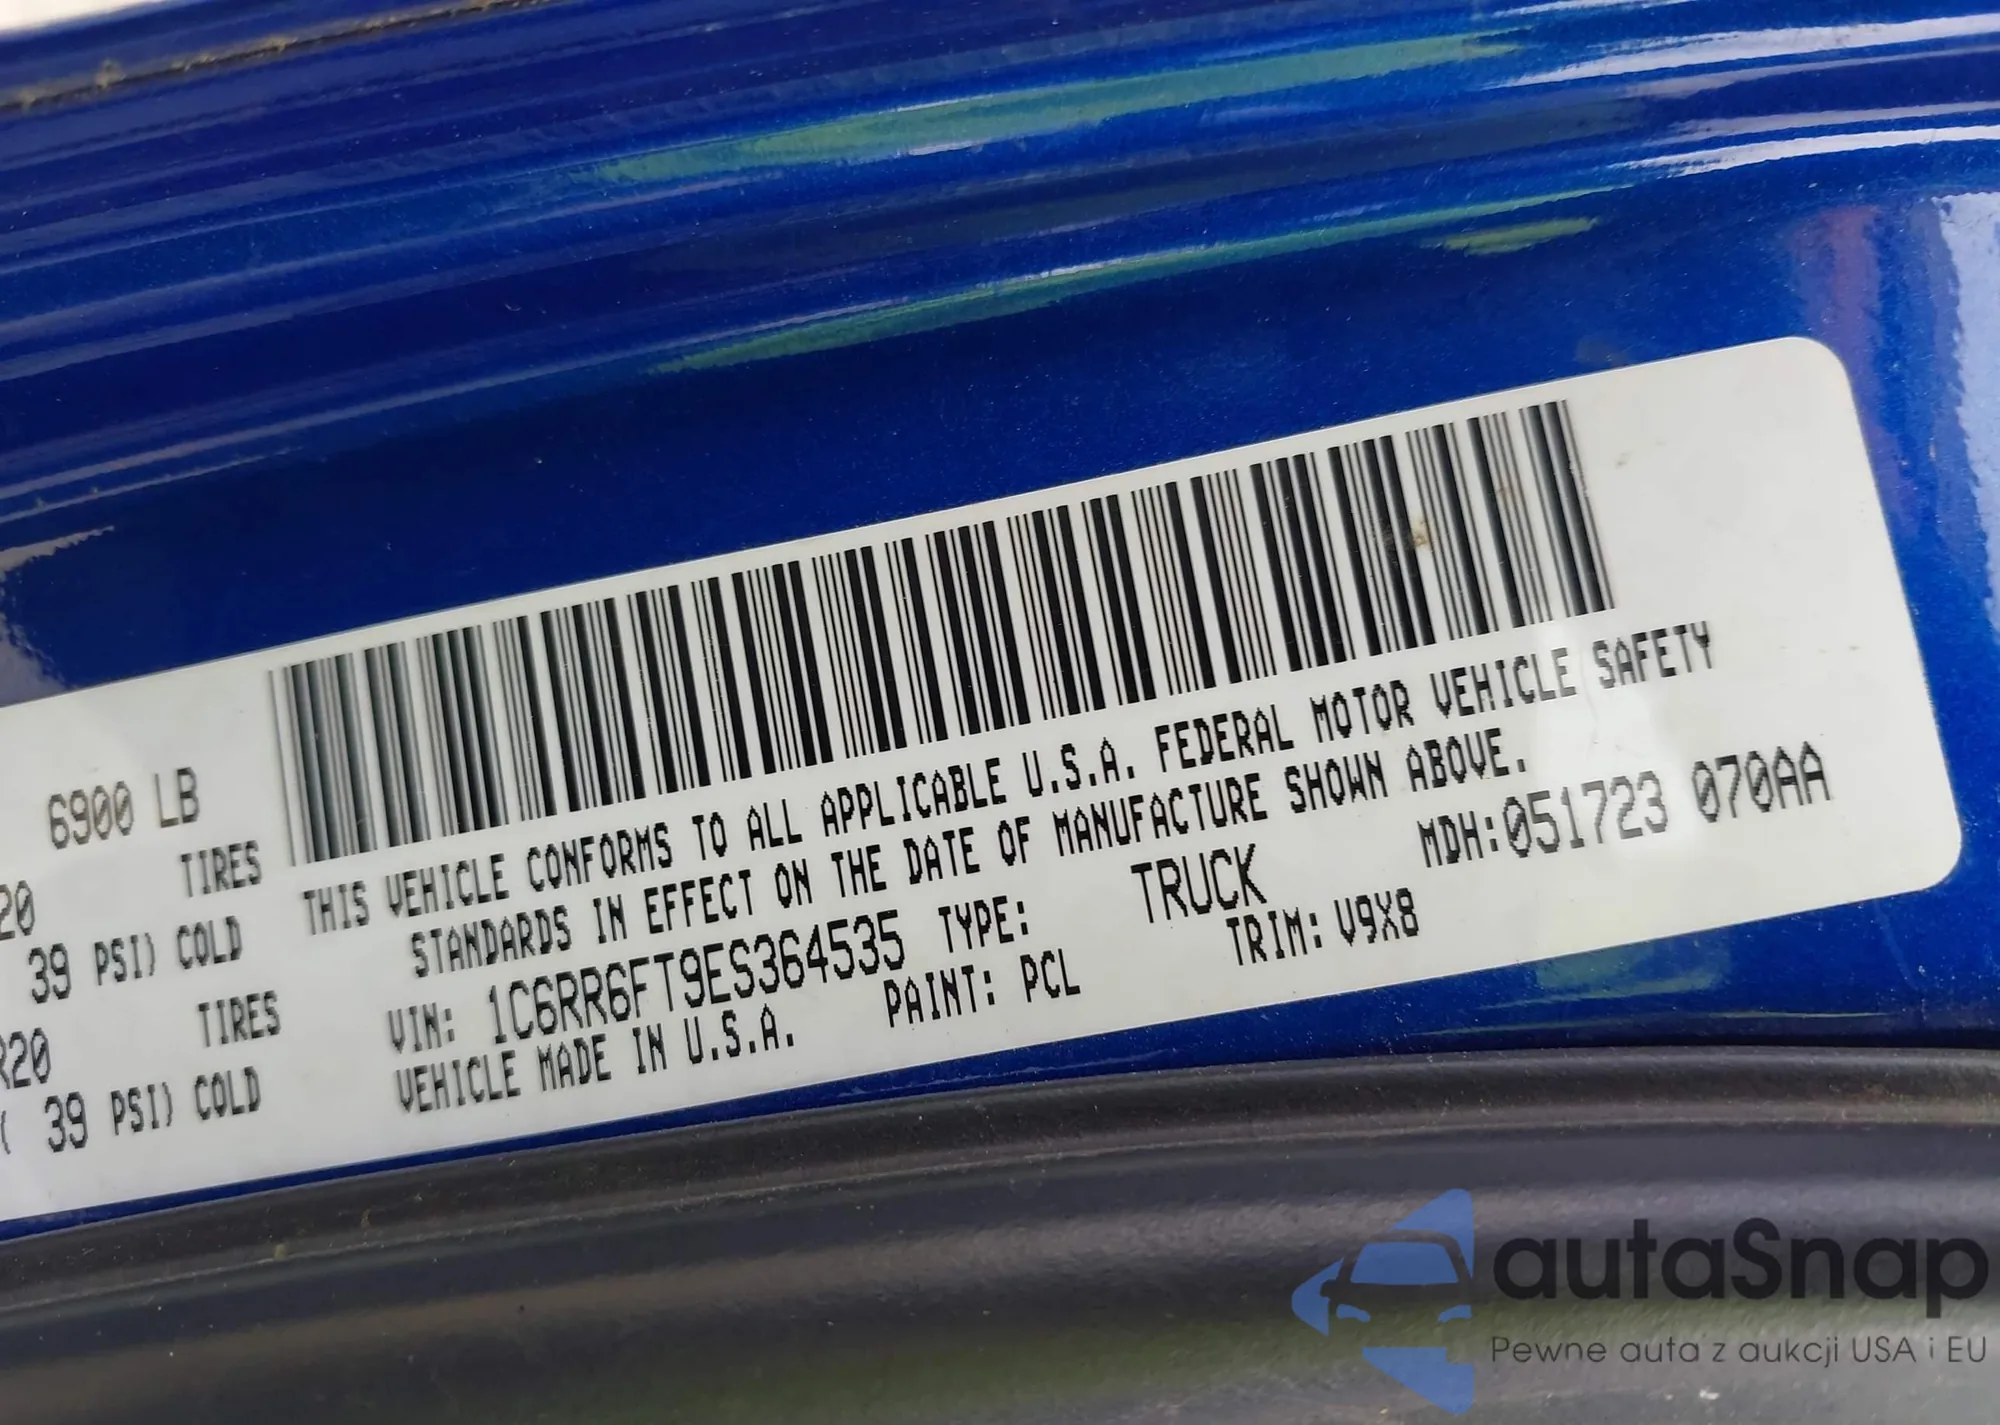 6900 LB
TIRES
20
39 PSI) COLD
TIRES
R20
( 39 PSI) COLD
THIS VEHICLE CONFORMS TO ALL APPLICABLE U.S.A. FEDERAL MOTOR VEHICLE SAFETY
STANDARDS IN EFFECT ON THE DATE OF MANUFACTURE SHOWN ABOVE.
MDH:051723 070AA
VIN: 1C6RR6FT9ES364535 TYPE: TRUCK
VEHICLE MADE IN U.S.A. PAINT: PCL TRIM: V9X8
autaSnap
Pewne auta z aukcji USA i EU